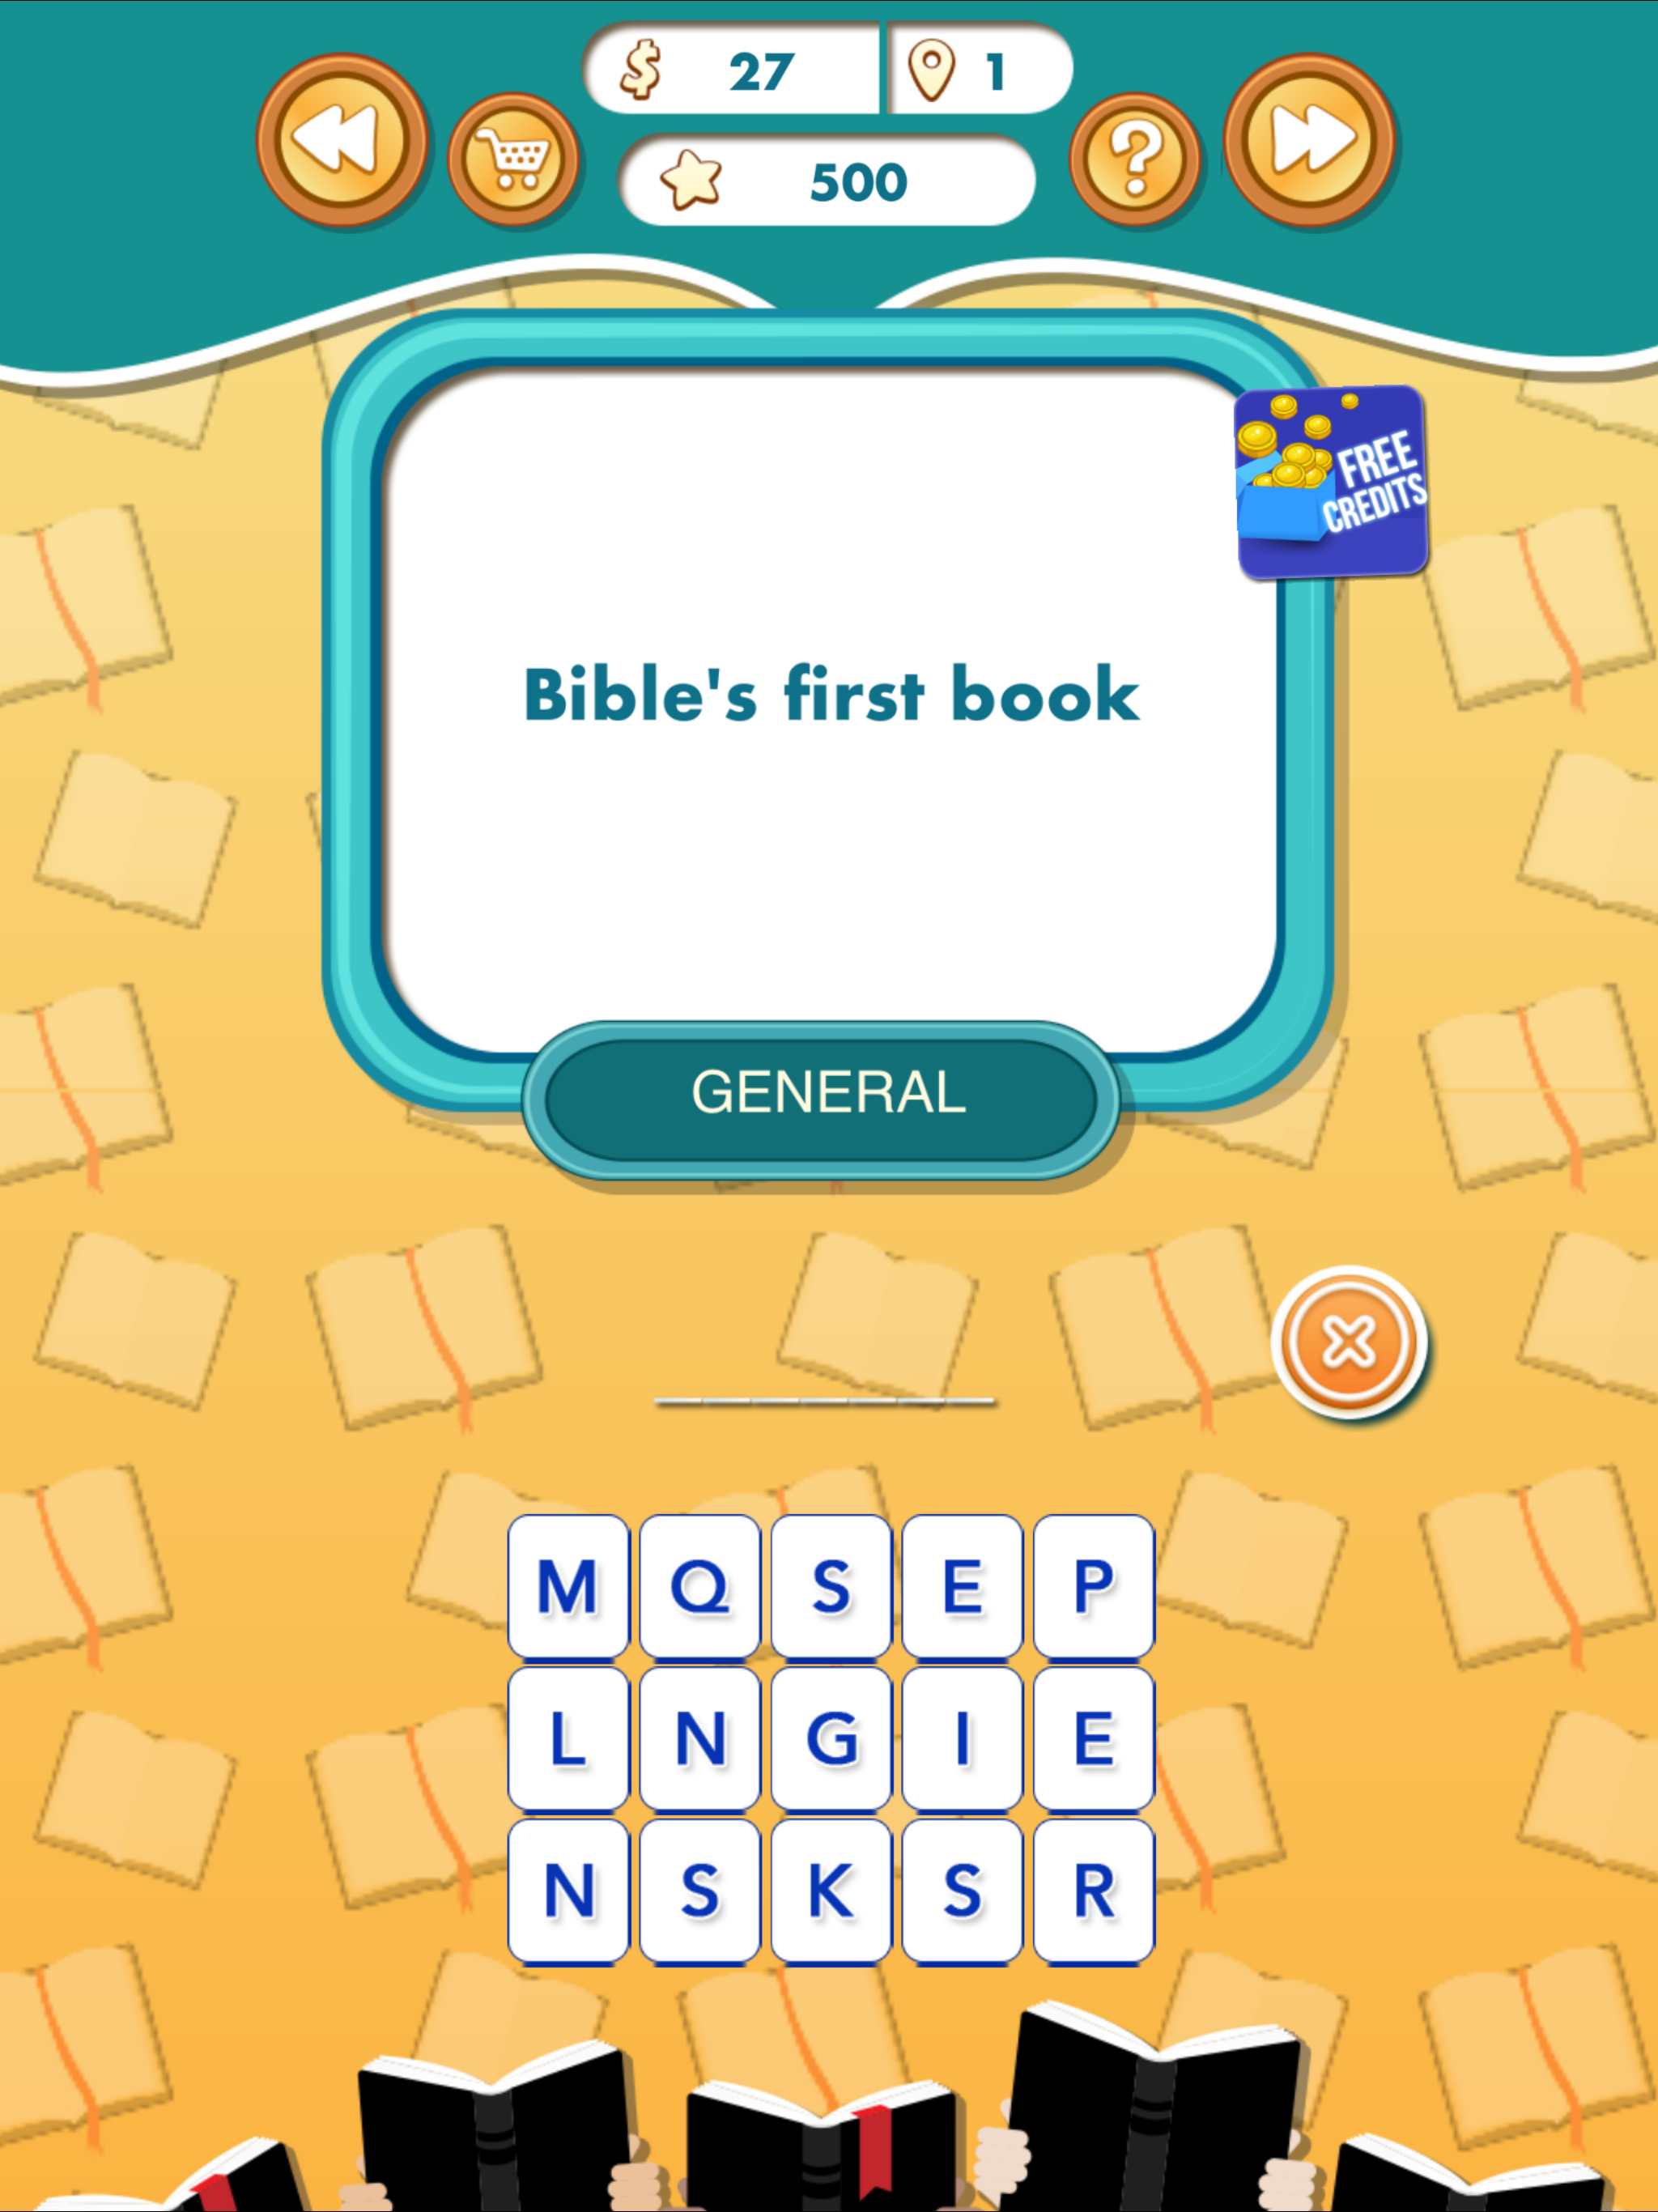 27
1
500
FREE
CREDITS
Bible's first book
GENERAL
M Q S E P
L N G I E
N S K S R